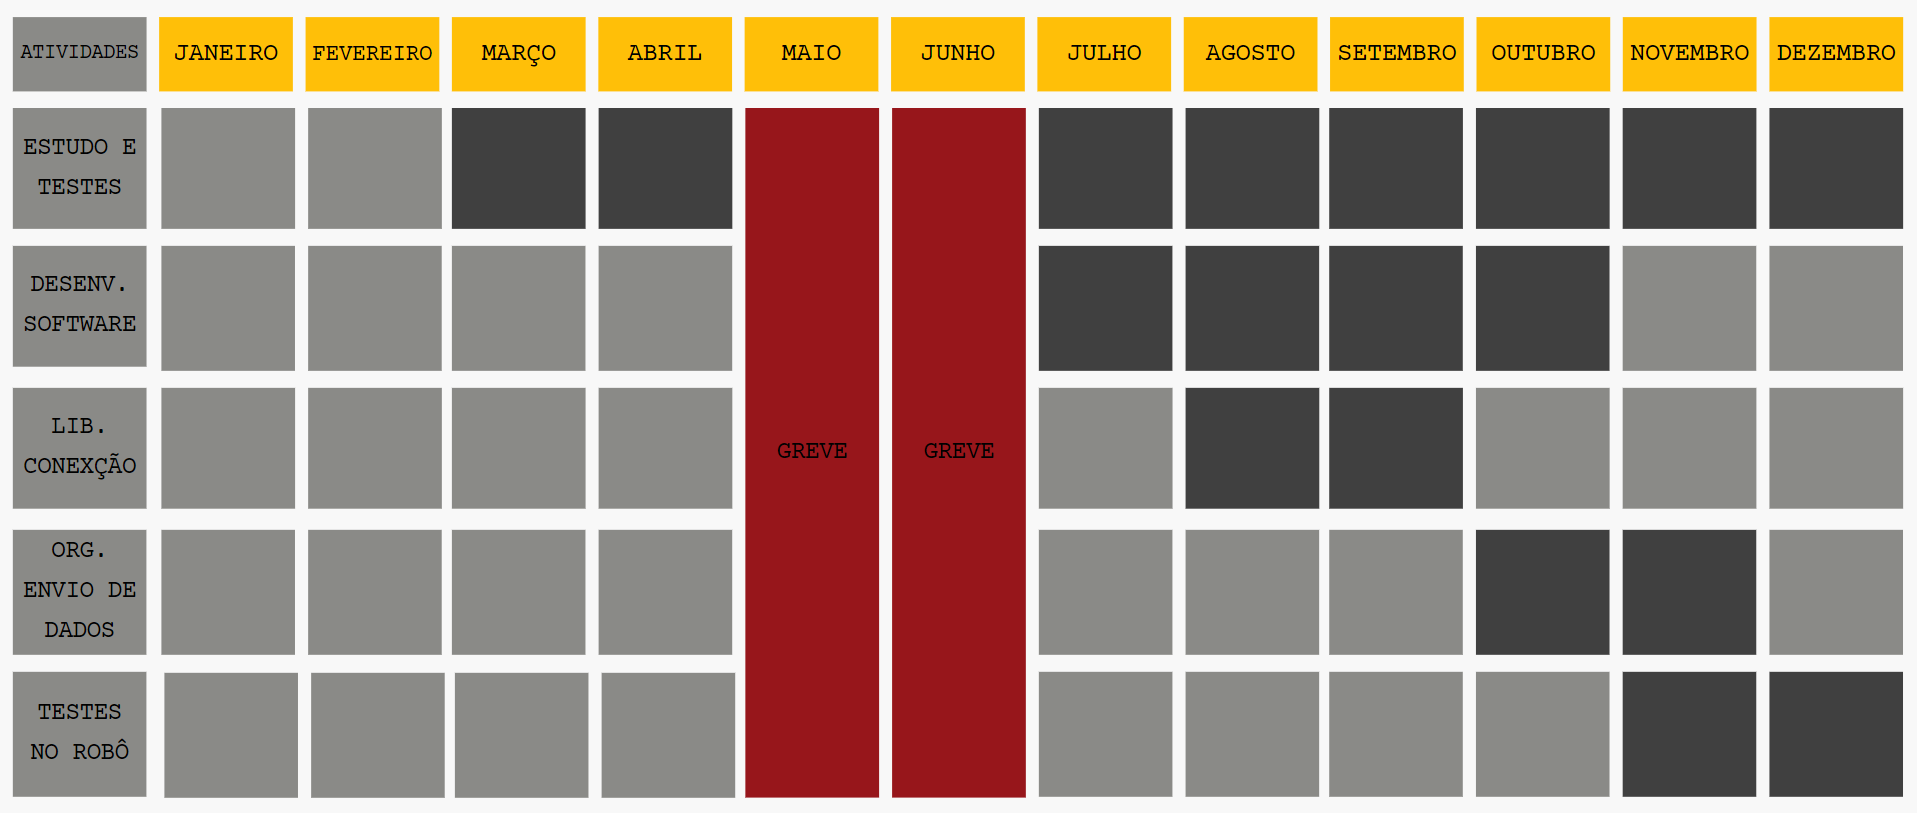 ATIVIDADES JANEIRO FEVEREIRO MARÇO ABRIL MAIO JUNHO JULHO AGOSTO SETEMBRO OUTUBRO NOVEMBRO DEZEMBRO
ESTUDO E
TESTES
DESENV.
SOFTWARE
LIB.
CONEXÇÃO
GREVE GREVE
ORG.
ENVIO DE
DADOS
TESTES
NO ROBÔ